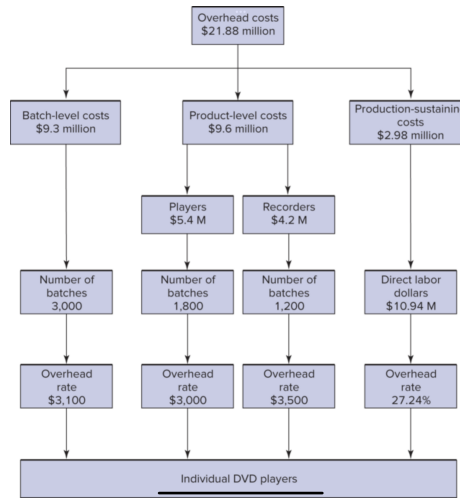 Overhead costs
$21.88 million
Batch-level costs
$9.3 million
Product-level costs
$9.6 million
Production-sustainin
costs
$2.98 million
Players
$5.4 M
Recorders
$4.2 M
Number of
batches
3,000
Number of
batches
1,800
Number of
batches
1,200
Direct labor
dollars
$10.94 M
Overhead
rate
$3,100
Overhead
rate
$3,000
Overhead
rate
$3,500
Overhead
rate
27.24%
Individual DVD players